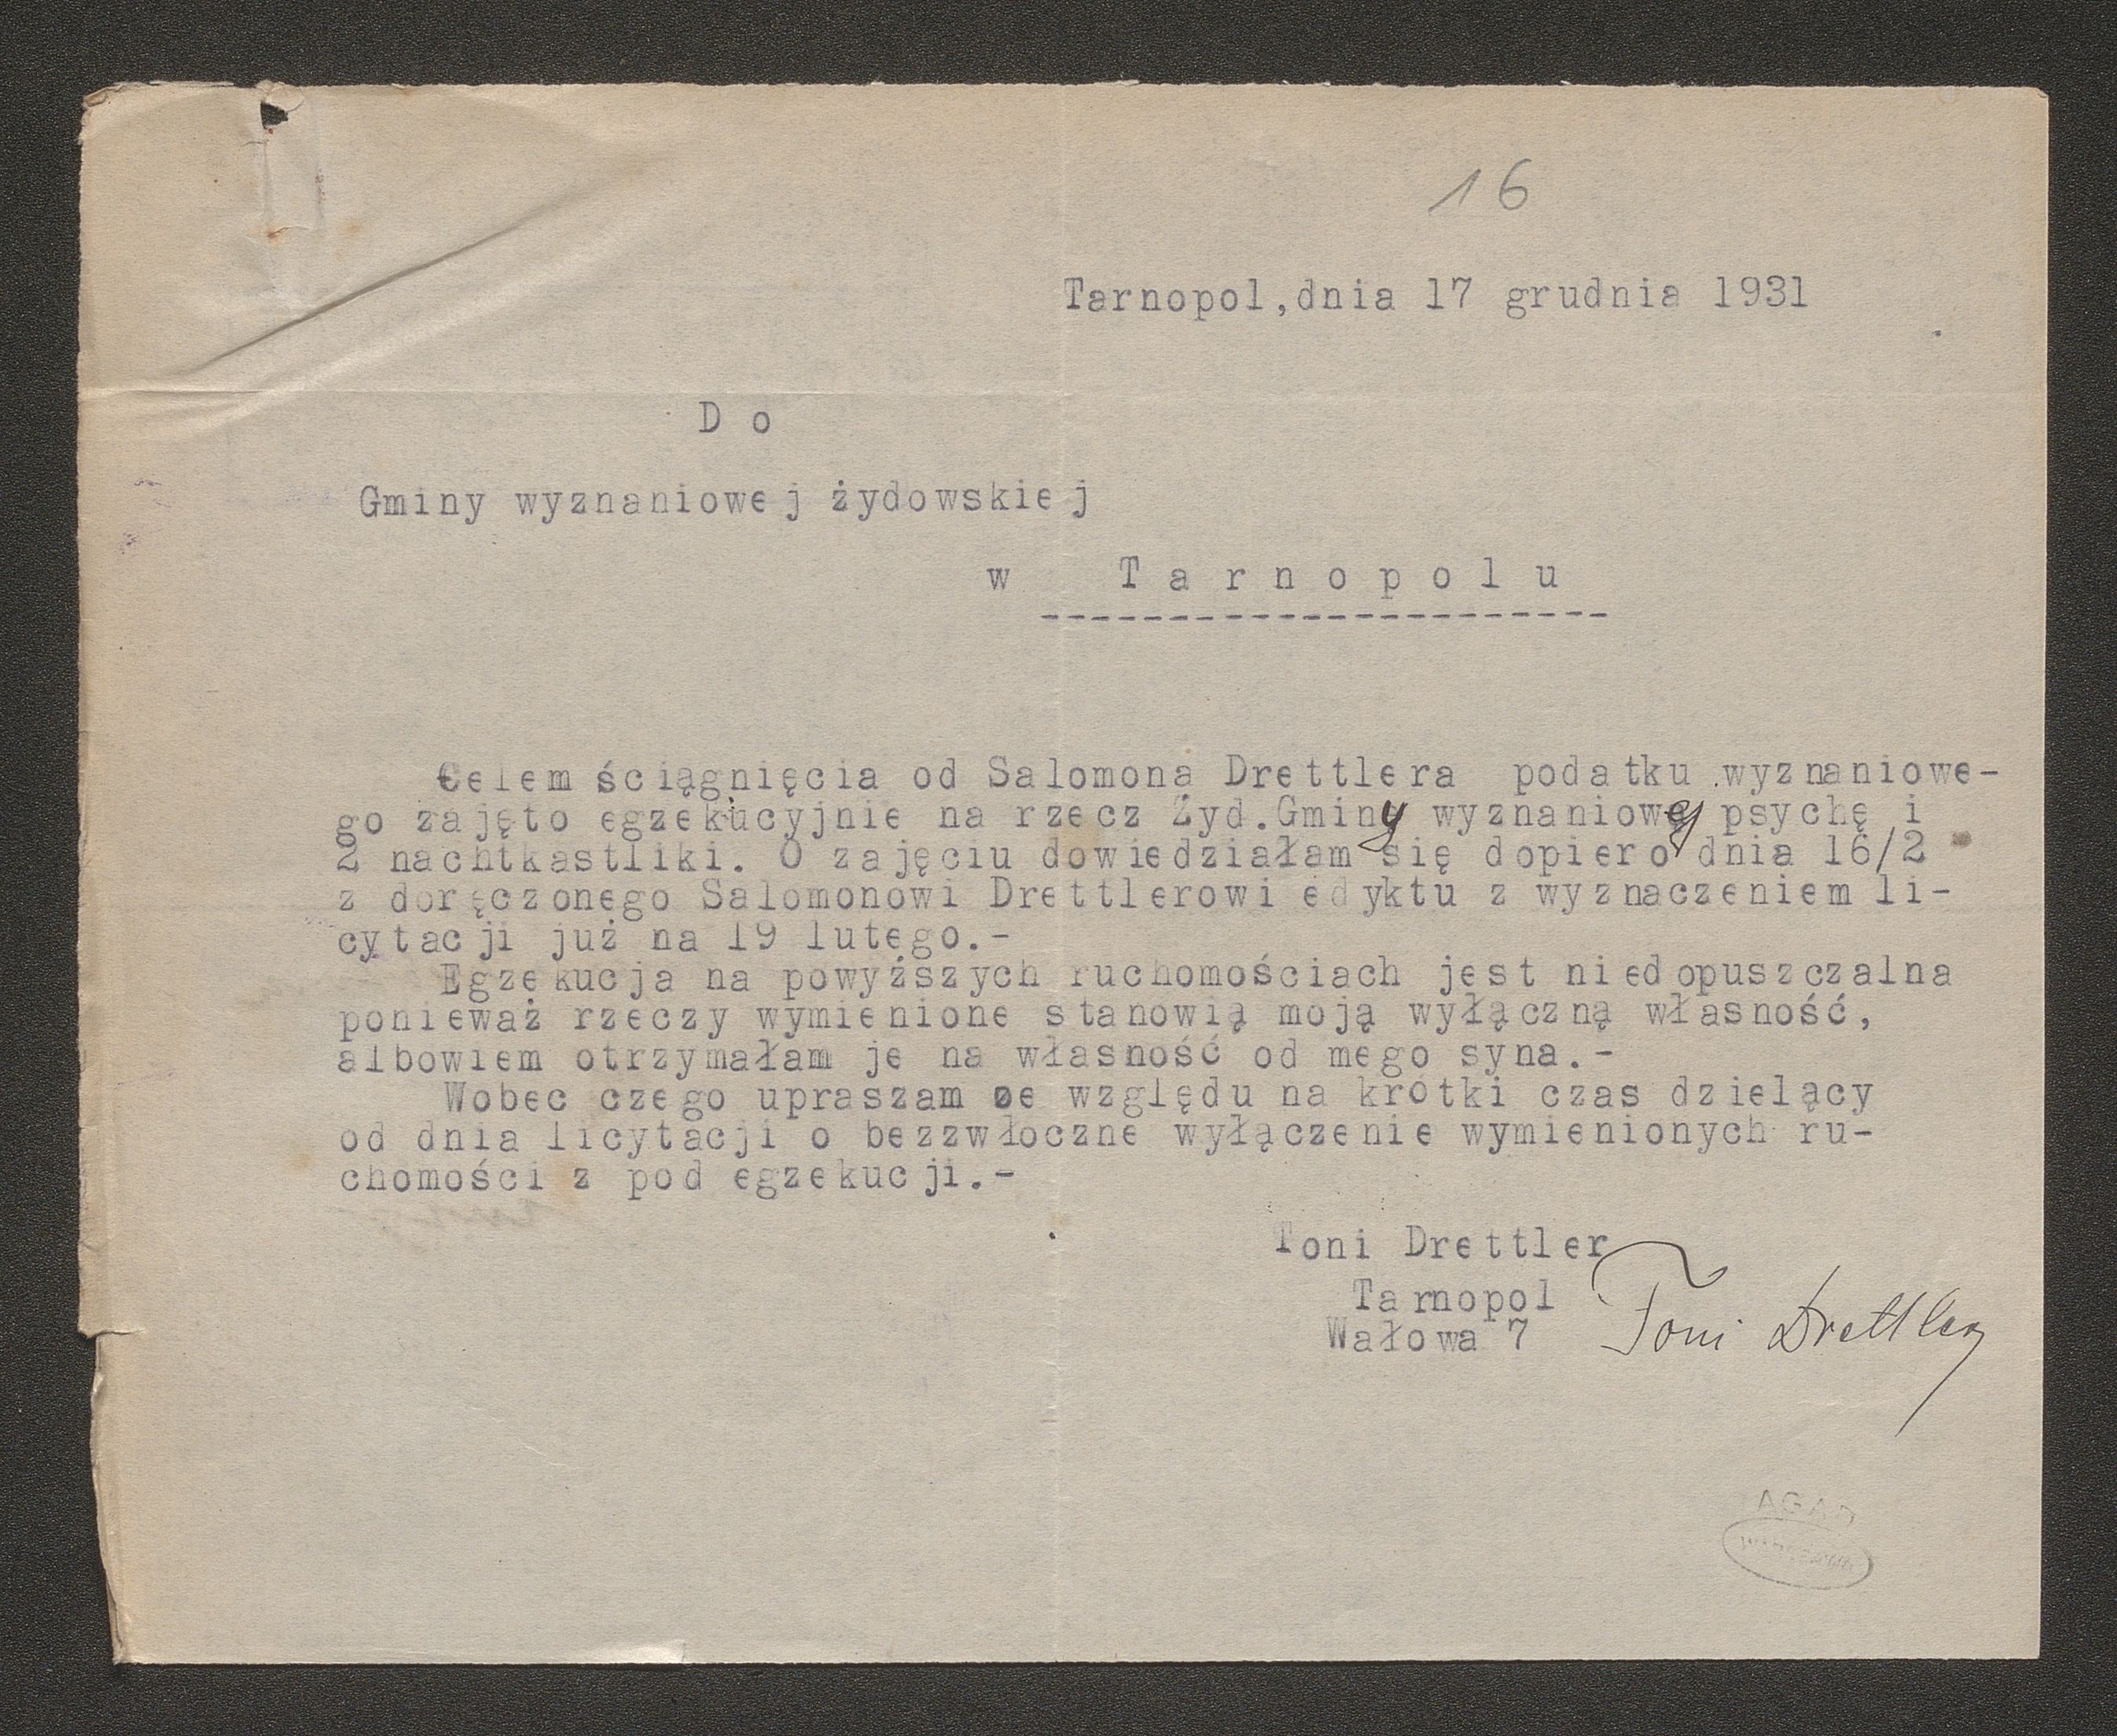 16
Tarnopol,dnia 17 grudnia 1931
D o
Gminy wyznaniowej żydowskiej
w T a r n o p o l u
----------------------
Celem ściągnięcia od Salomona Drettlera podatku wyznaniowe-
go zajęto egzekucyjnie na rzecz Żyd.Gminy wyznaniowej psychę i
2 nachtkastliki. O zajęciu dowiedziałam się dopiero dnia 16/2
z doręczonego Salomonowi Drettlerowi edyktu z wyznaczeniem li-
cytacji już na 19 lutego.-
Egzekucja na powyższych ruchomościach jest niedopuszczalna
ponieważ rzeczy wymienione stanowią moją wyłączną własność,
albowiem otrzymałam je na własność od mego syna.-
Wobec czego upraszam ze względu na krótki czas dzielący
od dnia licytacji o bezzwłoczne wyłączenie wymienionych ru-
chomości z pod egzekucji.-
Toni Drettler
Tarnopol
Wałowa 7
Toni Drettler
AGAD
WARSZAWA